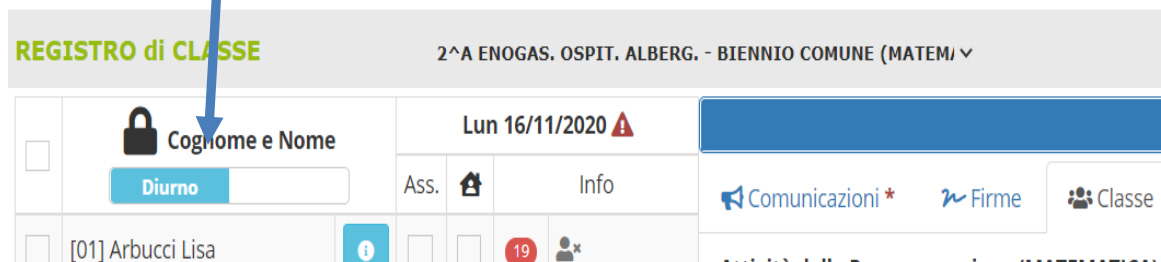 REGISTRO di CLASSE 2^A ENOGAS. OSPIT. ALBERG. - BIENNIO COMUNE (MATEM
Cognome e Nome Lun 16/11/2020
Diurno Ass. Info Comunicazioni * Firme Classe
[01] Arbucci Lisa 19